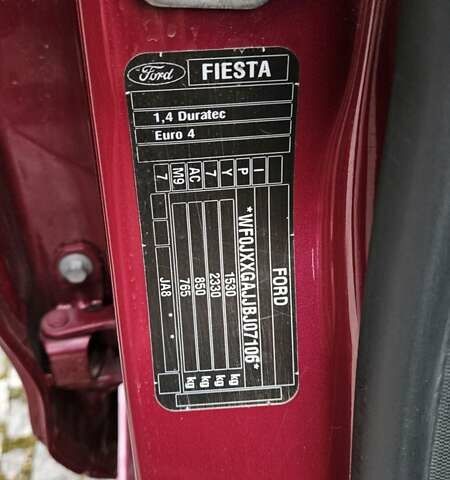 Ford FIESTA
1,4 Duratec
Euro 4
7 M9 AC 7 Y P I
FORD
*WF0JXXGAJJBJ07106*
1530 kg
2330 kg
850 kg
765 kg
JA8